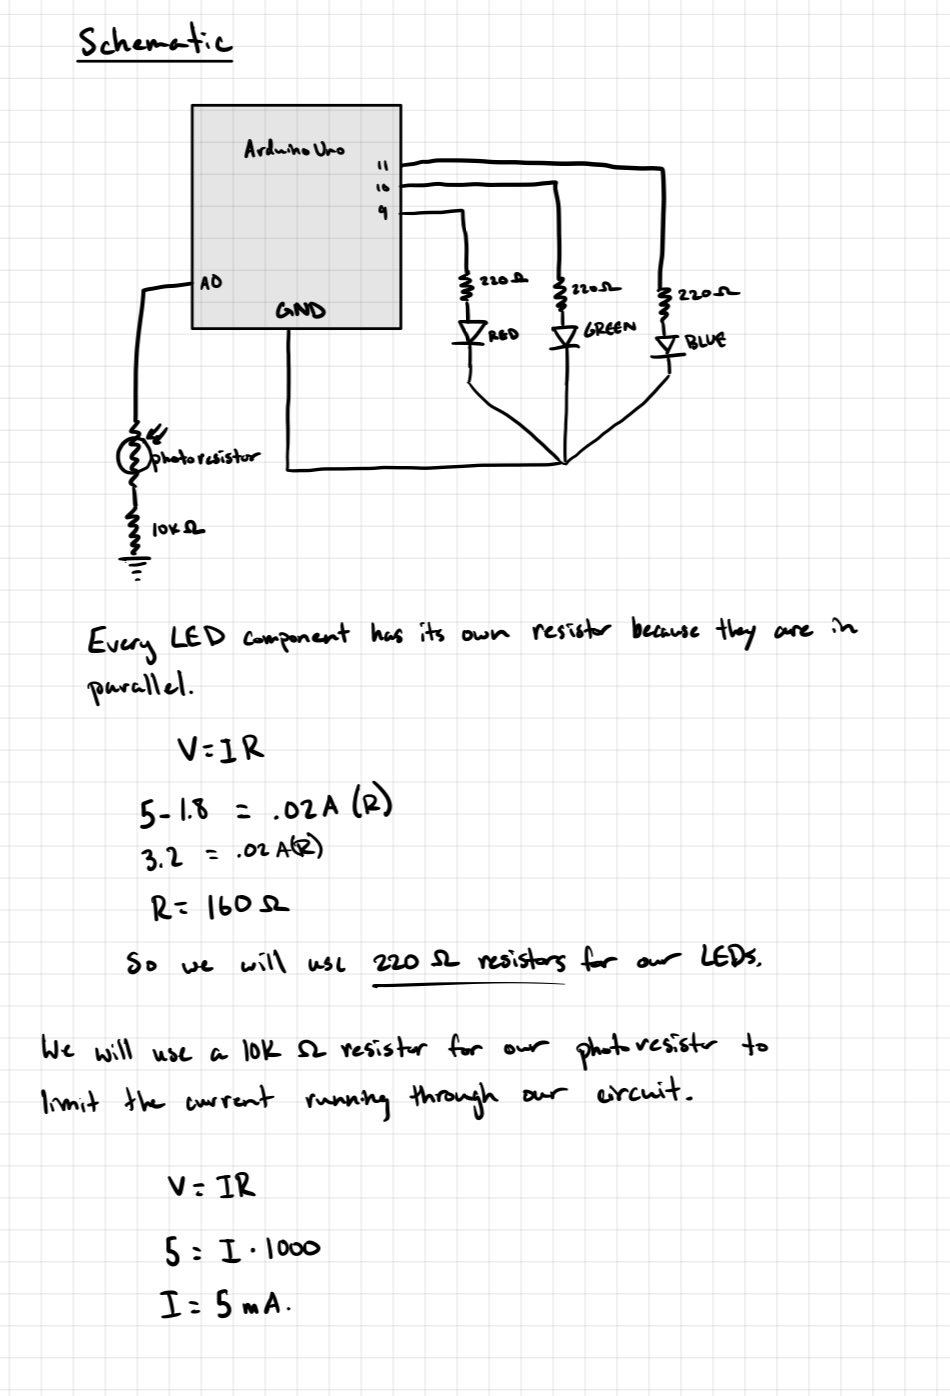 Schematic
Arduino Uno
11
10
9
A0
GND
220Ω
220Ω
220Ω
RED
GREEN
BLUE
photoresistor
10KΩ
Every LED component has its own resistor because they are in
parallel.
V=IR
5-1.8 = .02A (R)
3.2 = .02A(R)
R= 160Ω
So we will use 220 Ω resistors for our LEDs.
We will use a 10K Ω resistor for our photoresistor to
limit the current running through our circuit.
V= IR
5= I·1000
I= 5mA.